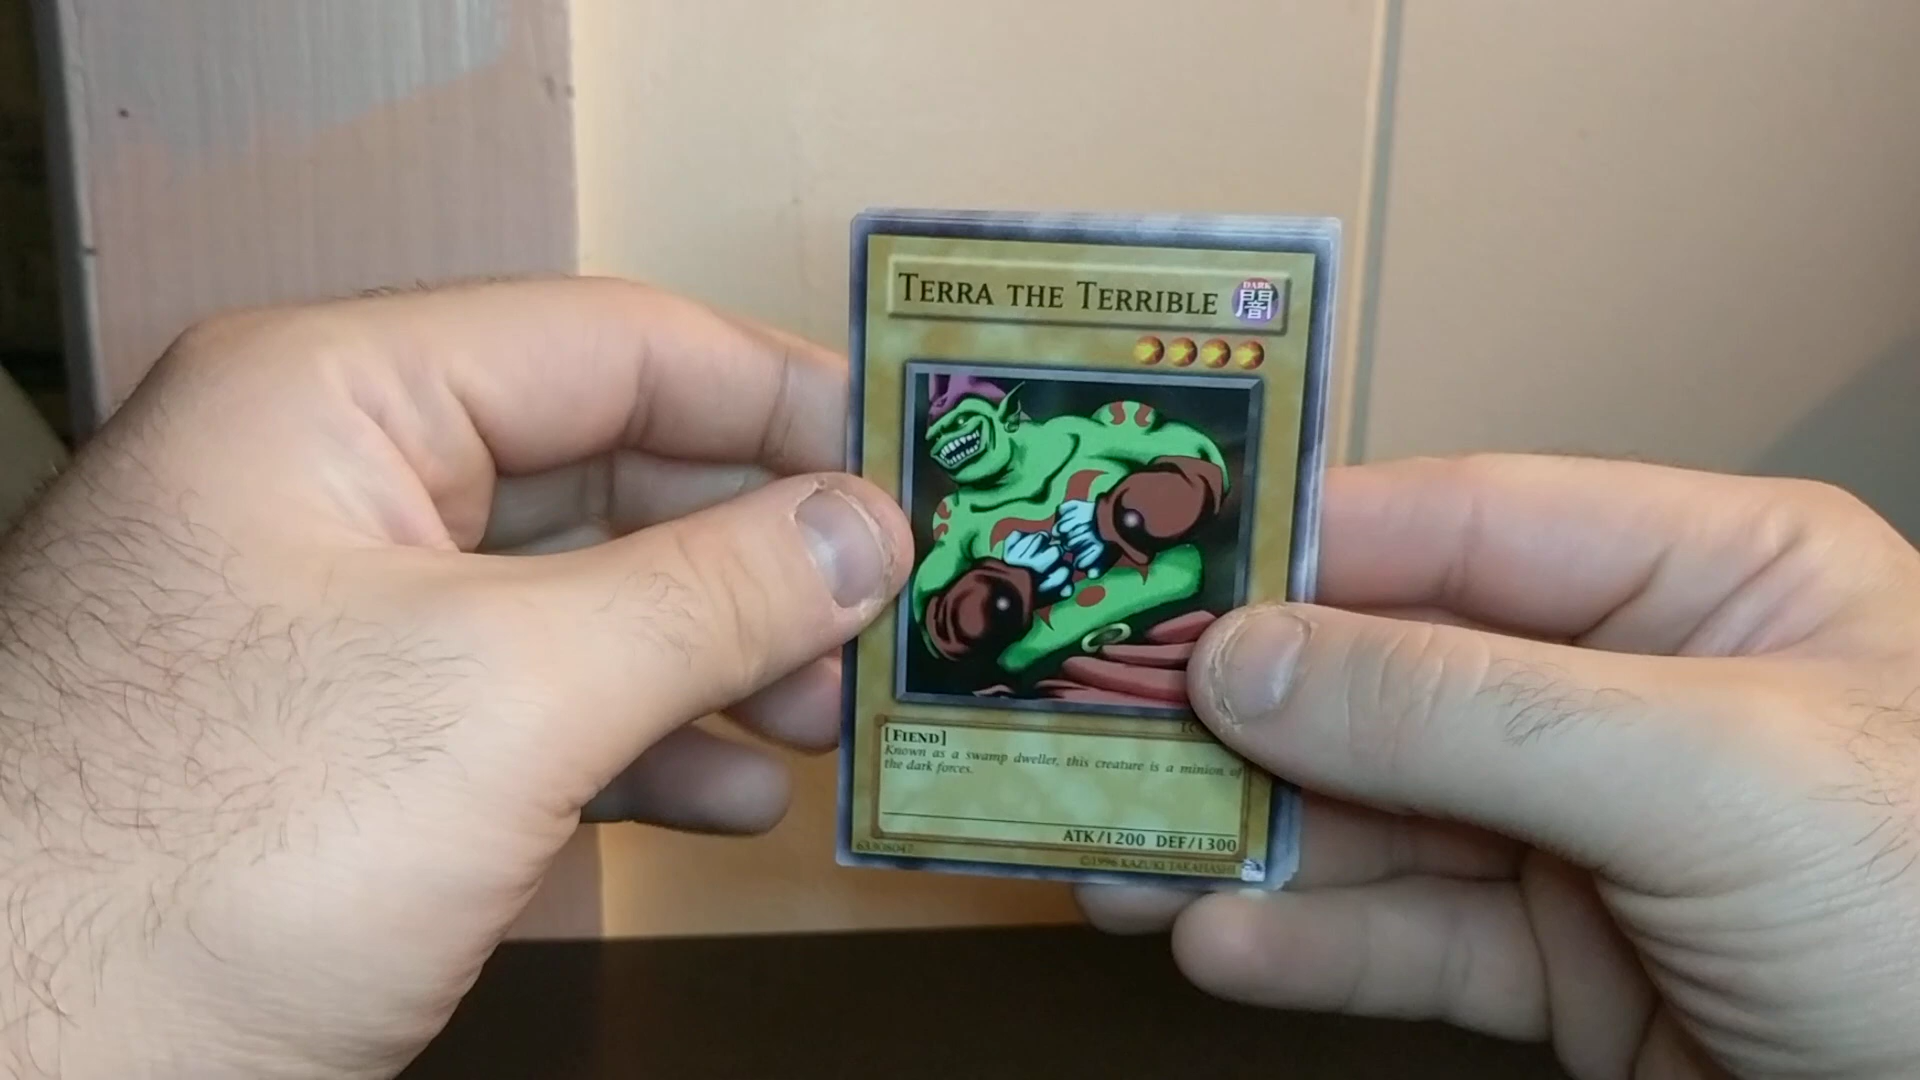 TERRA THE TERRIBLE
DARK
闇
[FIEND]
Known as a swamp dweller, this creature is a minion of
the dark forces.
ATK/1200 DEF/1300
63308047
©1996 KAZUKI TAKAHASHI